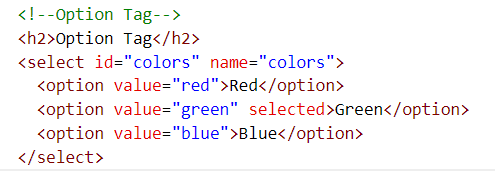 <!--Option Tag-->
<h2>Option Tag</h2>
<select id="colors" name="colors">
<option value="red">Red</option>
<option value="green" selected>Green</option>
<option value="blue">Blue</option>
</select>